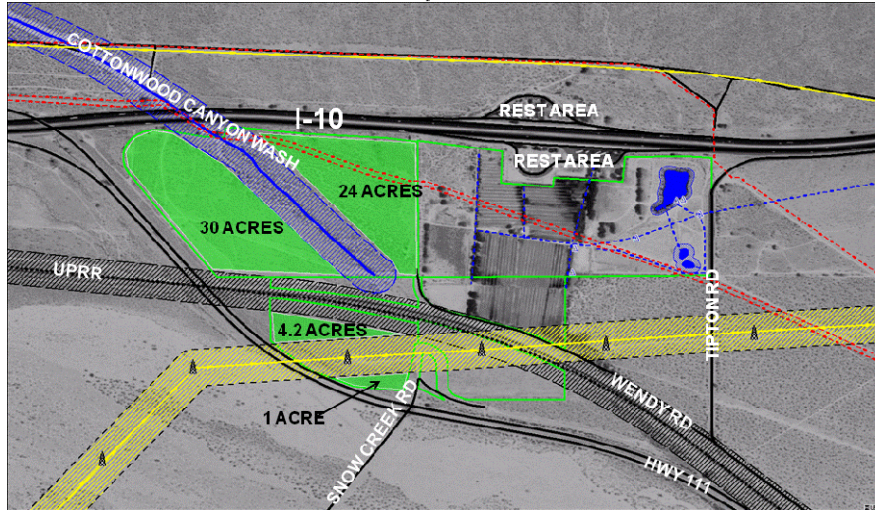 COTTONWOOD CANYON WASH
I-10
REST AREA
REST AREA
24 ACRES
30 ACRES
UPRR
4.2 ACRES
1 ACRE
SNOW CREEK RD
WENDY RD
HWY 111
TIPTON RD